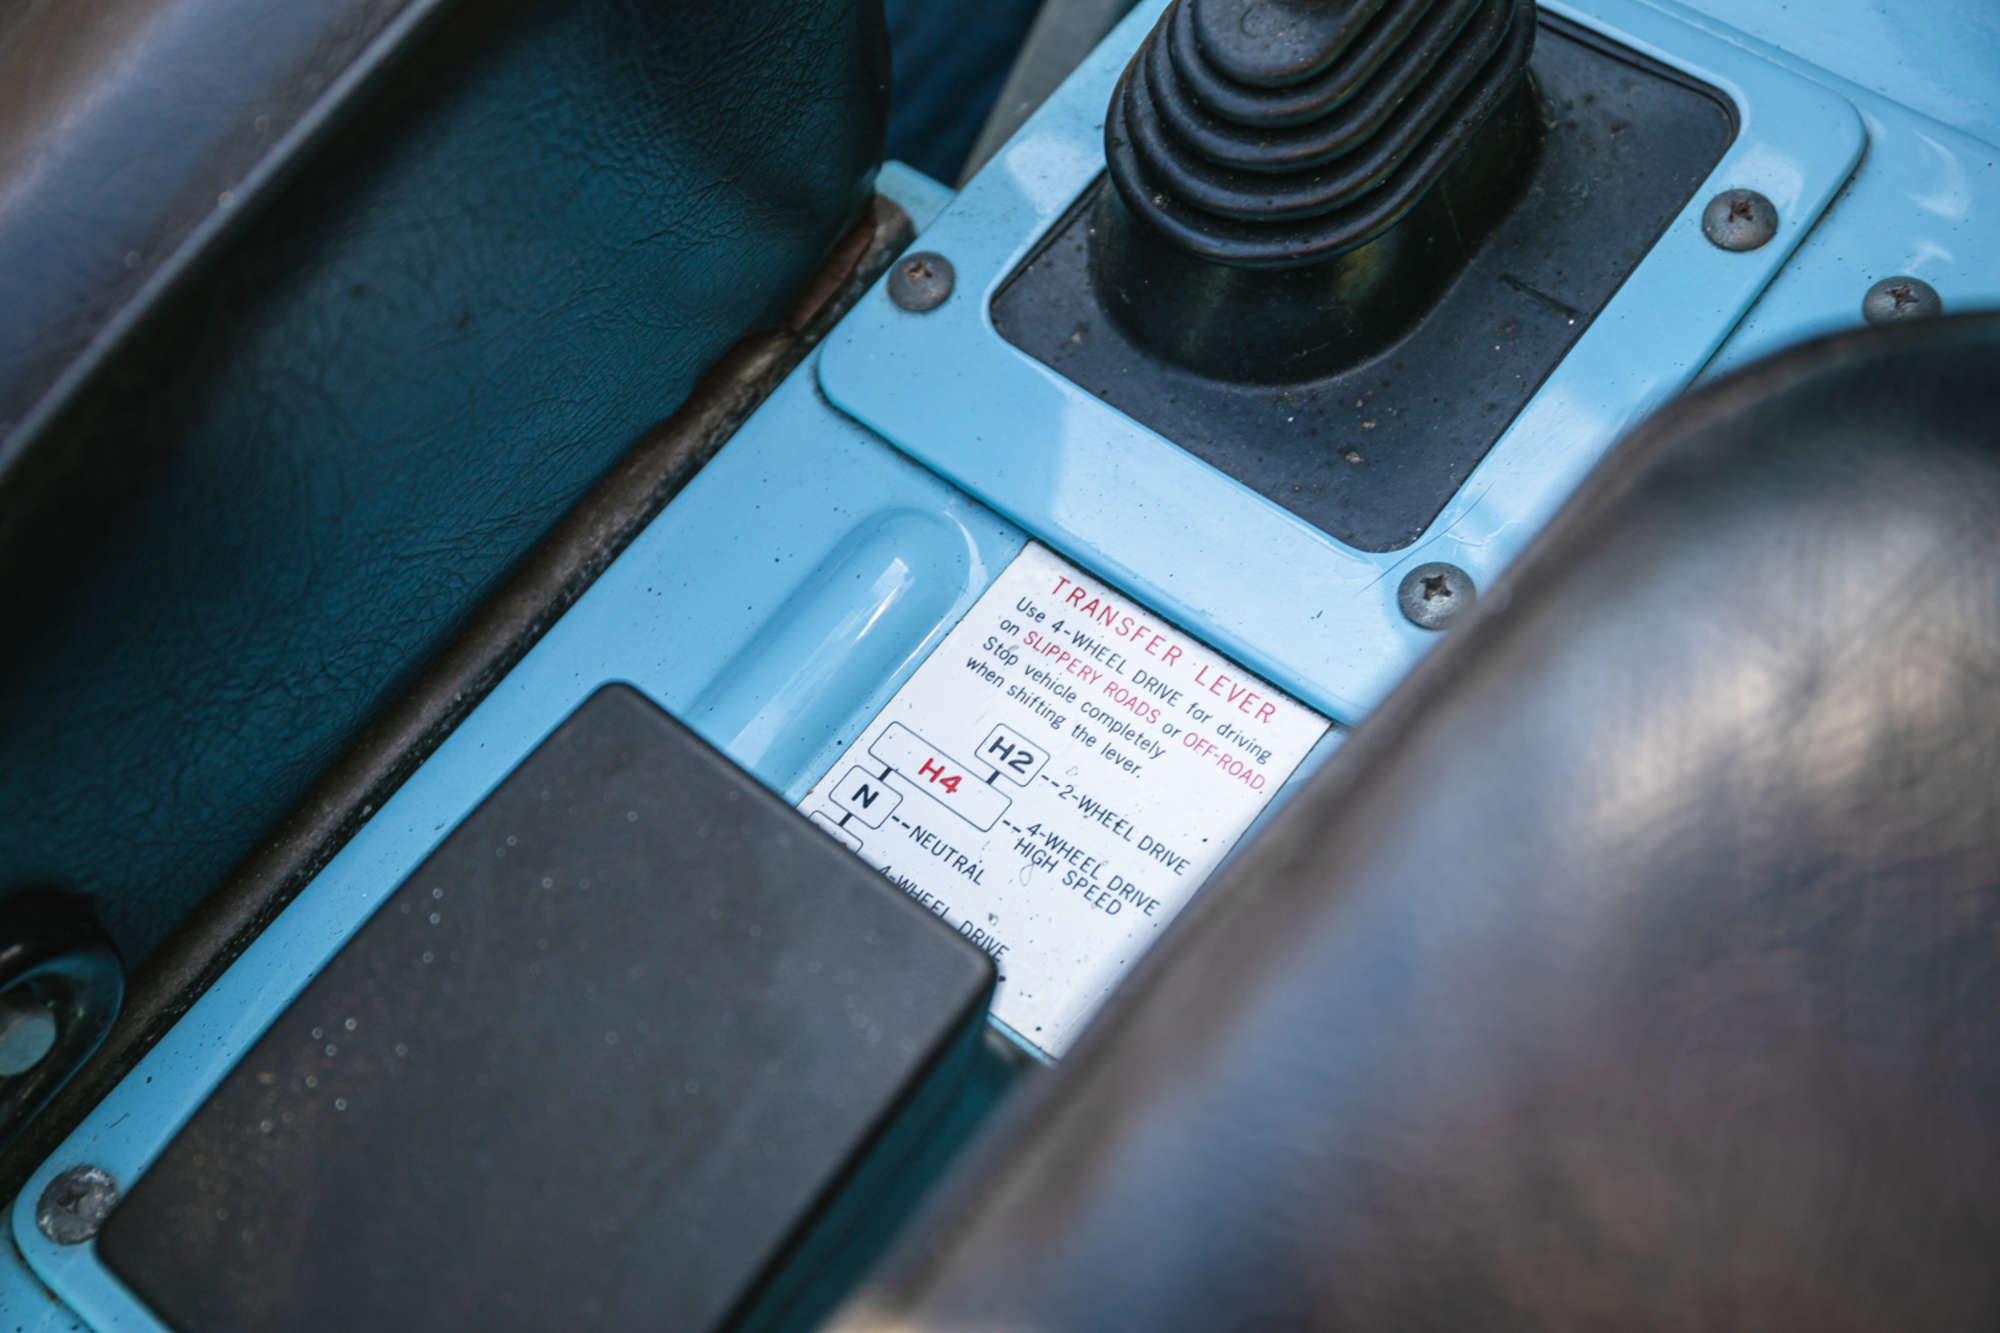 TRANSFER LEVER
Use 4-WHEEL DRIVE for driving
on SLIPPERY ROADS or OFF-ROAD.
Stop vehicle completely
when shifting the lever.
H2 --2-WHEEL DRIVE
H4 --4-WHEEL DRIVE
HIGH SPEED
N --NEUTRAL
4-WHEEL DRIVE